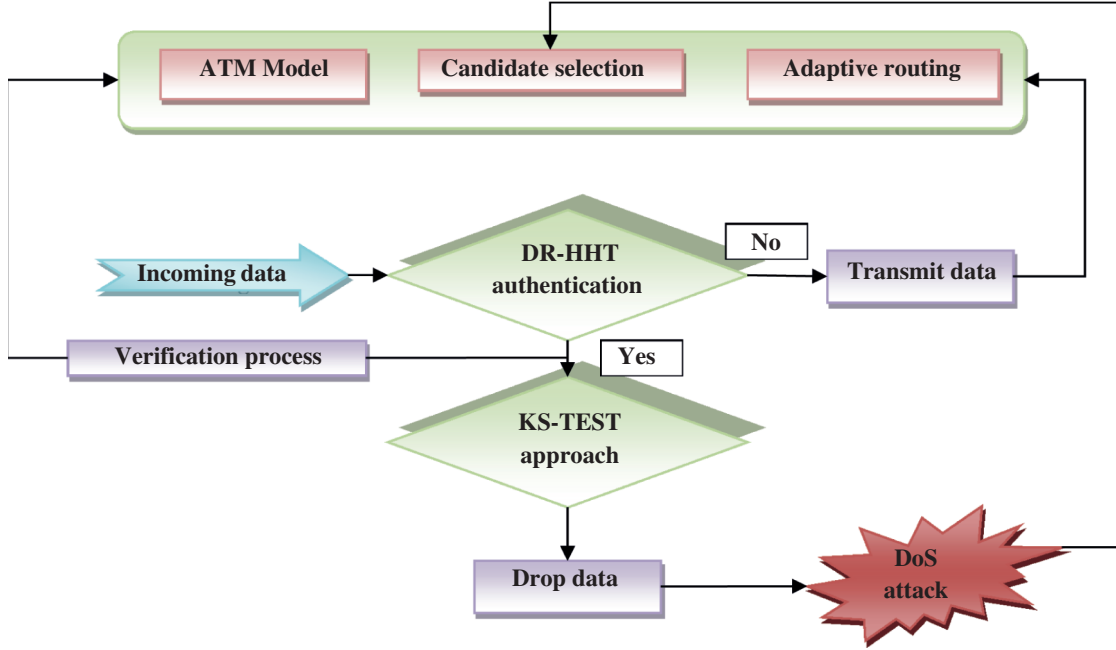 ATM Model
Candidate selection
Adaptive routing
DR-HHT
authentication
No
Incoming data
Transmit data
Verification process
Yes
KS-TEST
approach
Drop data
DoS
attack